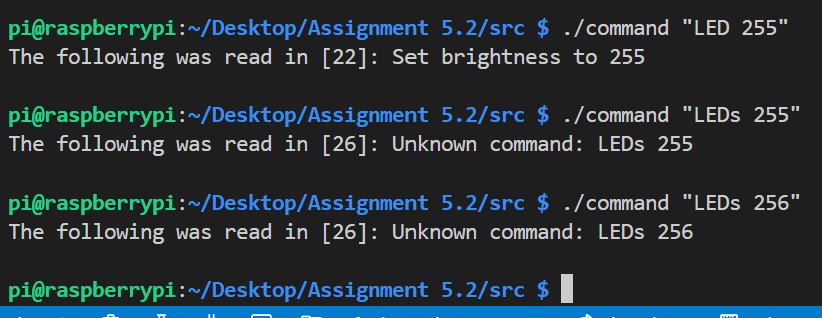 pi@raspberrypi:~/Desktop/Assignment 5.2/src $ ./command "LED 255"
The following was read in [22]: Set brightness to 255
pi@raspberrypi:~/Desktop/Assignment 5.2/src $ ./command "LEDs 255"
The following was read in [26]: Unknown command: LEDs 255
pi@raspberrypi:~/Desktop/Assignment 5.2/src $ ./command "LEDs 256"
The following was read in [26]: Unknown command: LEDs 256
pi@raspberrypi:~/Desktop/Assignment 5.2/src $